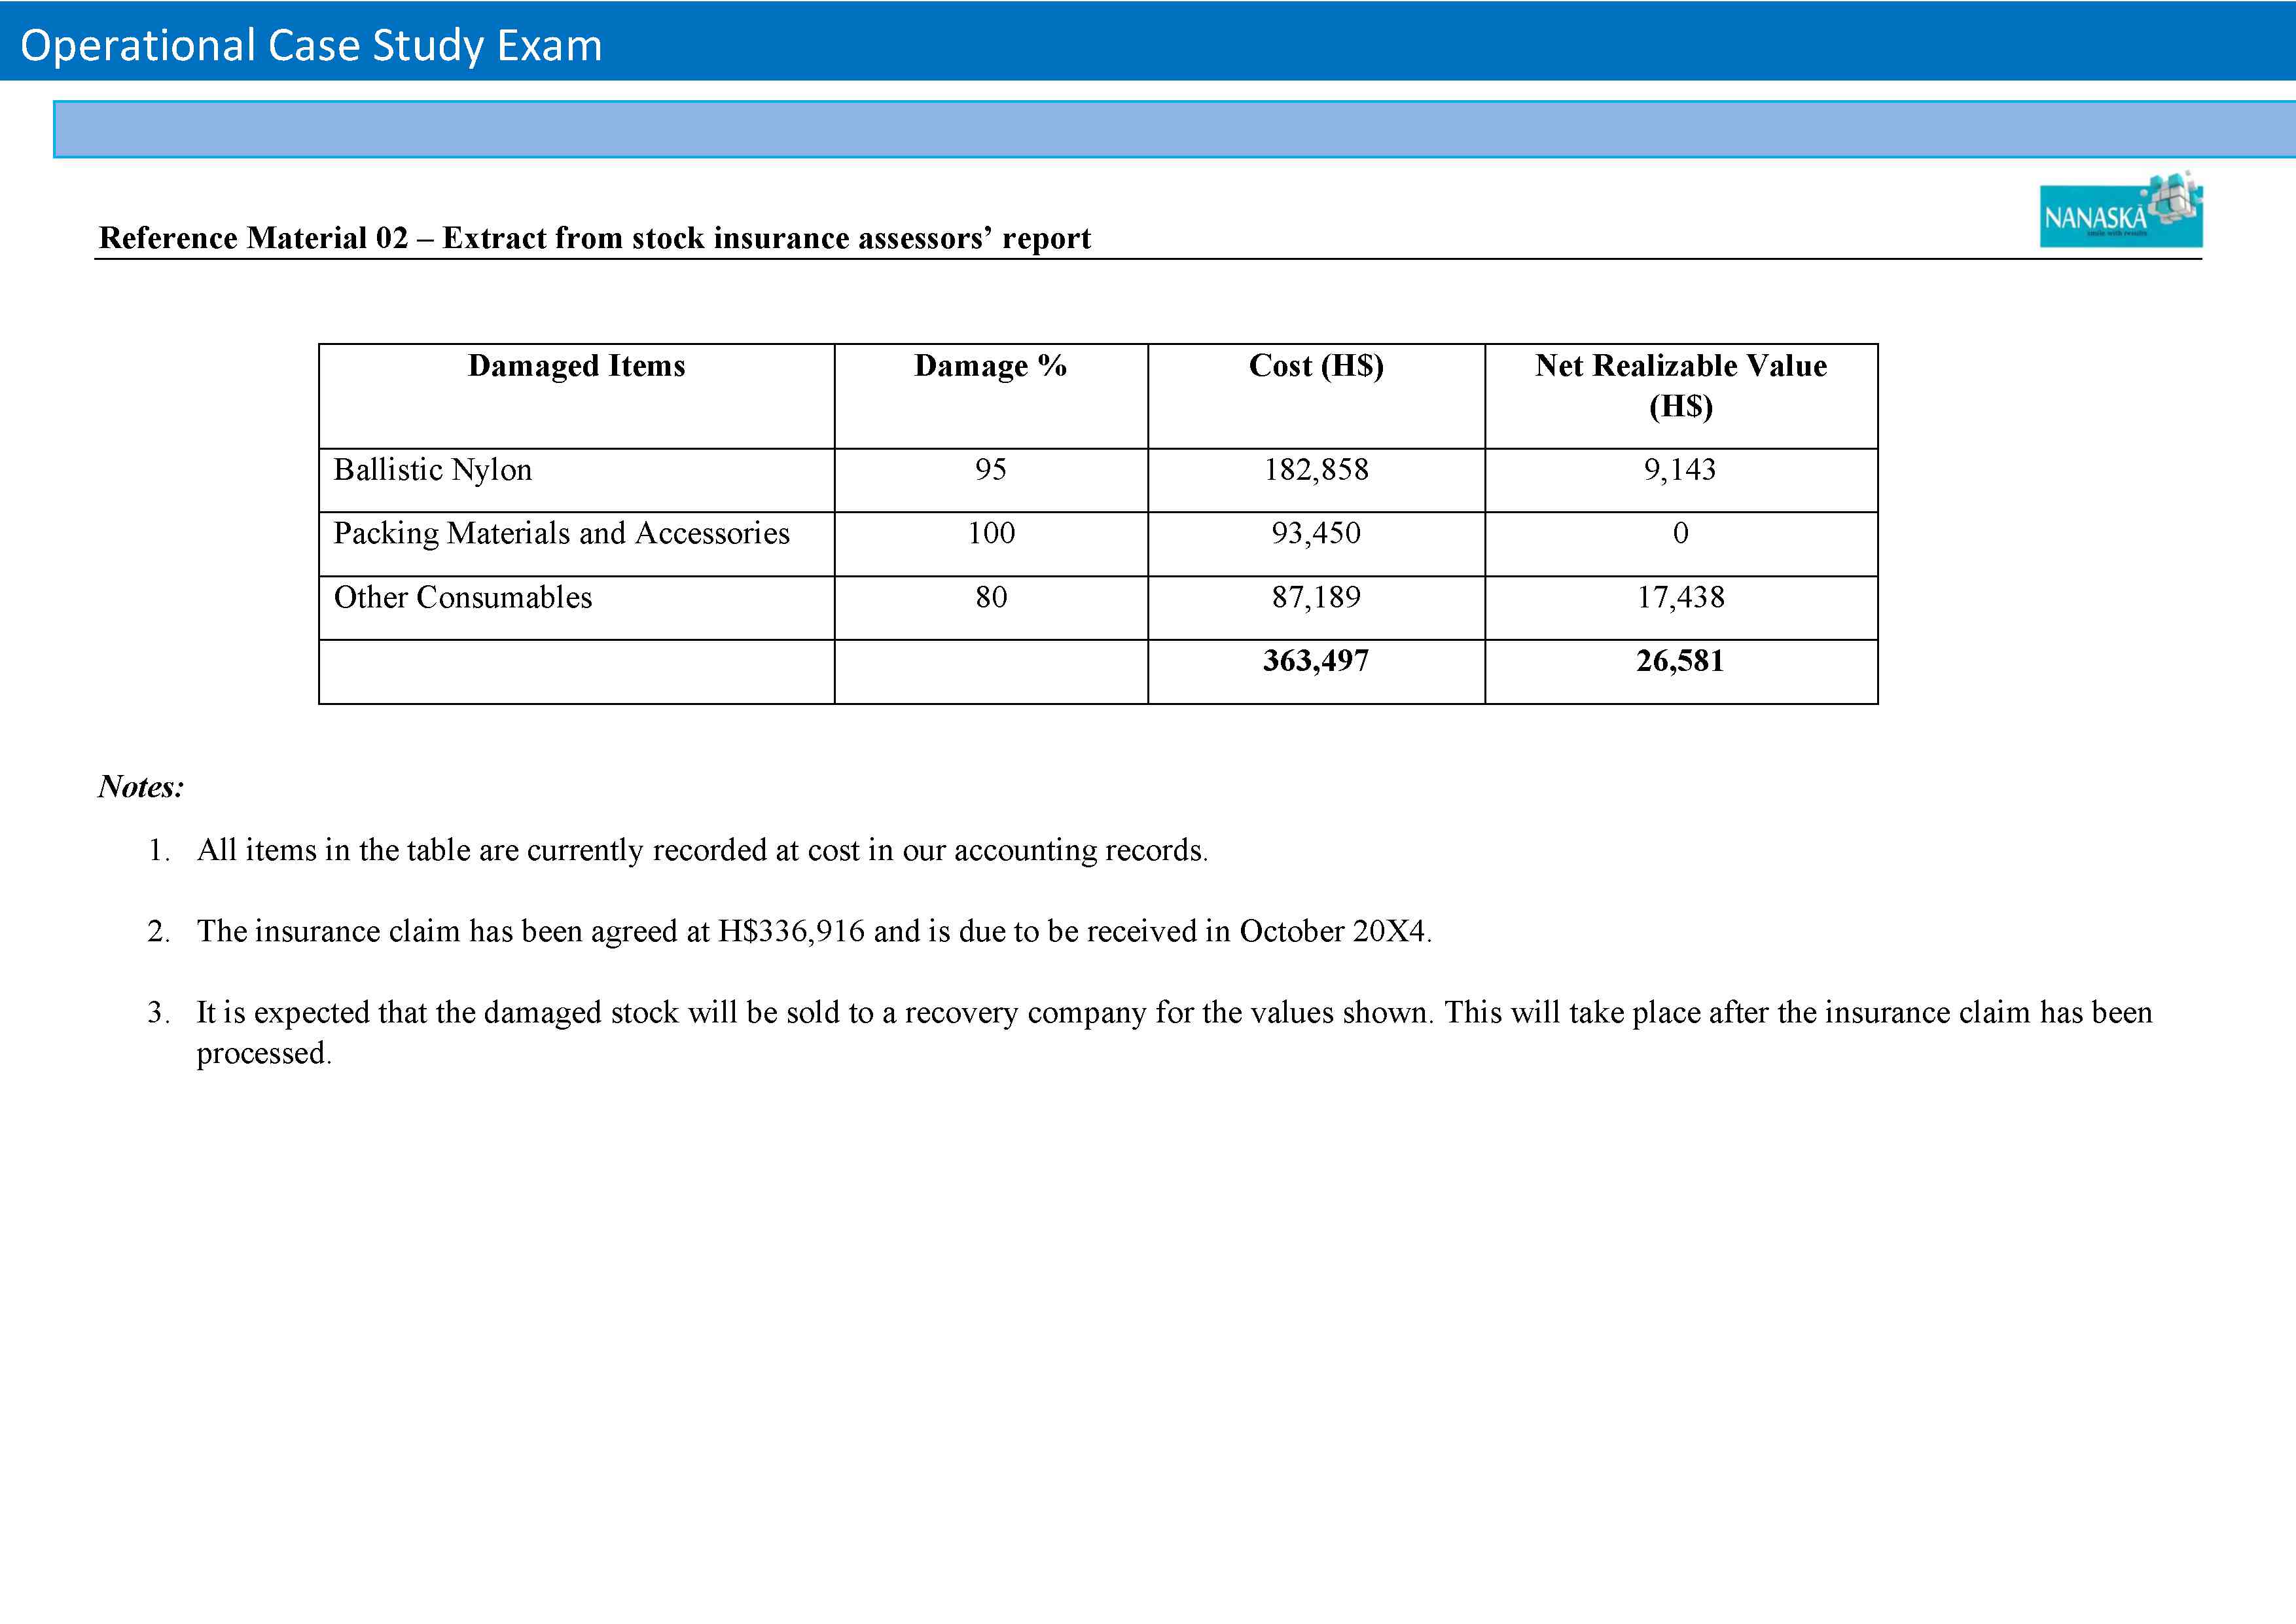 Operational Case Study Exam
NANASKA
smile with results
Reference Material 02 – Extract from stock insurance assessors’ report
Damaged Items Damage % Cost (H$) Net Realizable Value
(H$)
Ballistic Nylon 95 182,858 9,143
Packing Materials and Accessories 100 93,450 0
Other Consumables 80 87,189 17,438
363,497 26,581
Notes:
1. All items in the table are currently recorded at cost in our accounting records.
2. The insurance claim has been agreed at H$336,916 and is due to be received in October 20X4.
3. It is expected that the damaged stock will be sold to a recovery company for the values shown. This will take place after the insurance claim has been
processed.